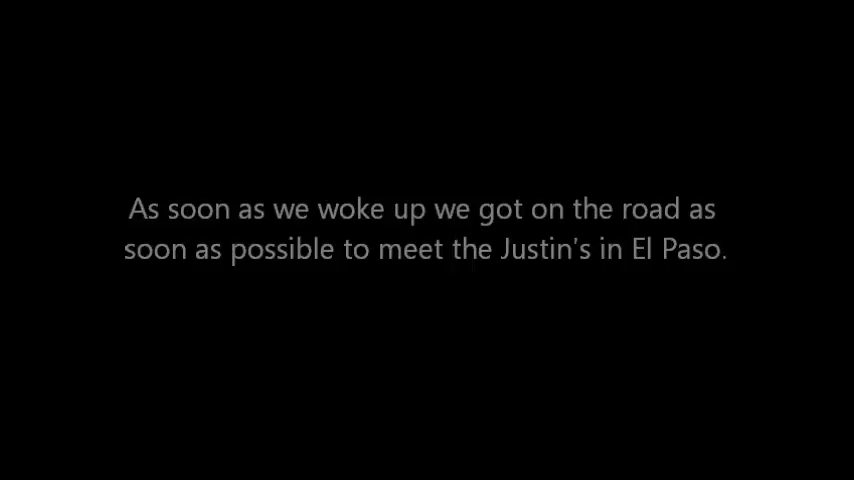 As soon as we woke up we got on the road as
soon as possible to meet the Justin's in El Paso.